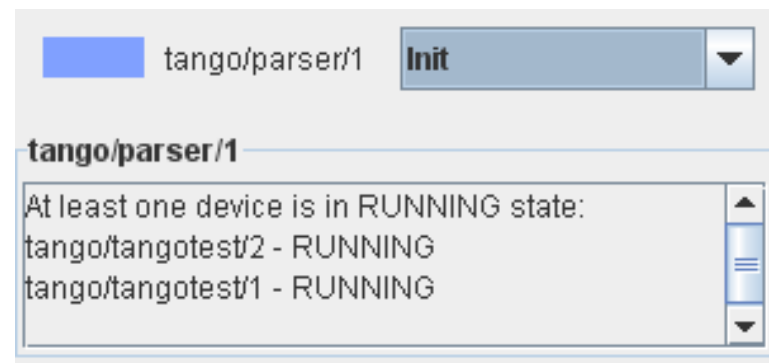 tango/parser/1 Init
tango/parser/1
At least one device is in RUNNING state:
tango/tangotest/2 - RUNNING
tango/tangotest/1 - RUNNING